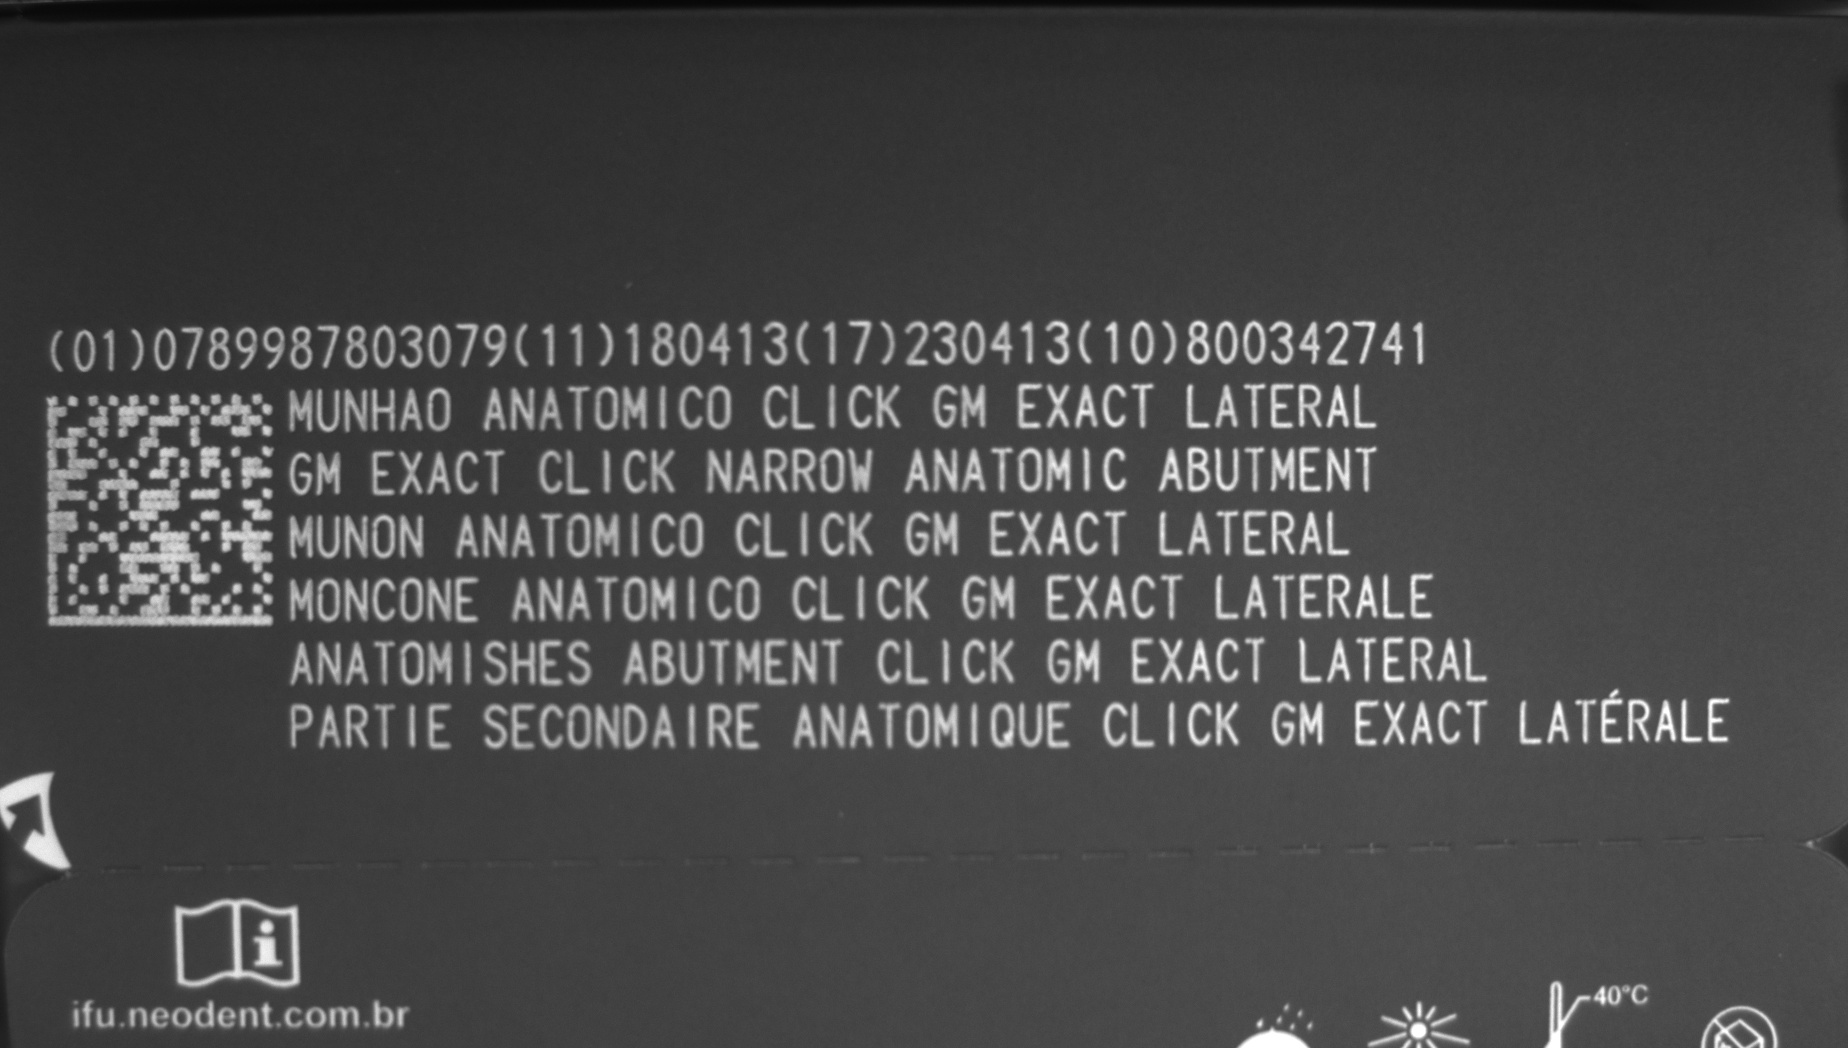 (01)0789987803079(11)180413(17)230413(10)800342741
MUNHAO ANATOMICO CLICK GM EXACT LATERAL
GM EXACT CLICK NARROW ANATOMIC ABUTMENT
MUNON ANATOMICO CLICK GM EXACT LATERAL
MONCONE ANATOMICO CLICK GM EXACT LATERALE
ANATOMISHES ABUTMENT CLICK GM EXACT LATERAL
PARTIE SECONDAIRE ANATOMIQUE CLICK GM EXACT LATÉRALE
i
ifu.neodent.com.br
40°C